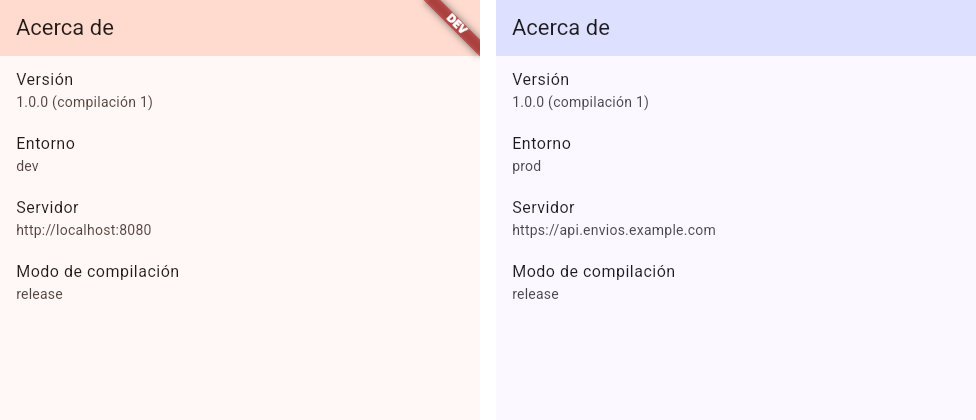 Acerca de
DEV
Versión
1.0.0 (compilación 1)
Entorno
dev
Servidor
http://localhost:8080
Modo de compilación
release
Acerca de
Versión
1.0.0 (compilación 1)
Entorno
prod
Servidor
https://api.envios.example.com
Modo de compilación
release